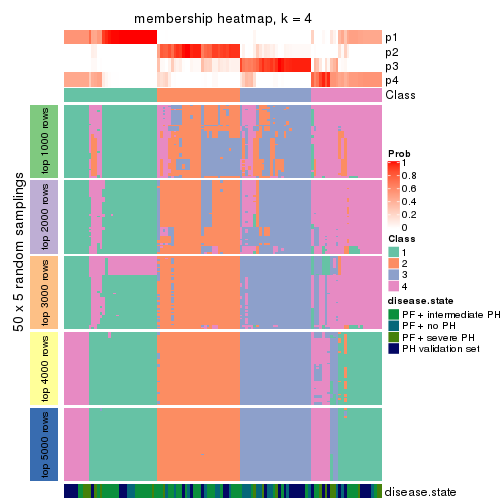 membership heatmap, k = 4
p1
p2
p3
p4
Class
50 x 5 random samplings
top 1000 rows
top 2000 rows
top 3000 rows
top 4000 rows
top 5000 rows
Prob
1
0.8
0.6
0.4
0.2
0
Class
1
2
3
4
disease.state
PF+ intermediate PH
PF+ no PH
PF+ severe PH
PH validation set
disease.state